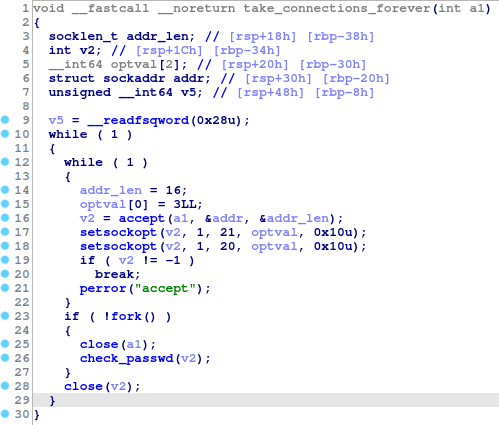 1 void __fastcall __noreturn take_connections_forever(int a1)
2 {
3 socklen_t addr_len; // [rsp+18h] [rbp-38h]
4 int v2; // [rsp+1Ch] [rbp-34h]
5 __int64 optval[2]; // [rsp+20h] [rbp-30h]
6 struct sockaddr addr; // [rsp+30h] [rbp-20h]
7 unsigned __int64 v5; // [rsp+48h] [rbp-8h]
8
9 v5 = __readfsqword(0x28u);
10 while ( 1 )
11 {
12 while ( 1 )
13 {
14 addr_len = 16;
15 optval[0] = 3LL;
16 v2 = accept(a1, &addr, &addr_len);
17 setsockopt(v2, 1, 21, optval, 0x10u);
18 setsockopt(v2, 1, 20, optval, 0x10u);
19 if ( v2 != -1 )
20 break;
21 perror("accept");
22 }
23 if ( !fork() )
24 {
25 close(a1);
26 check_passwd(v2);
27 }
28 close(v2);
29 }
30 }